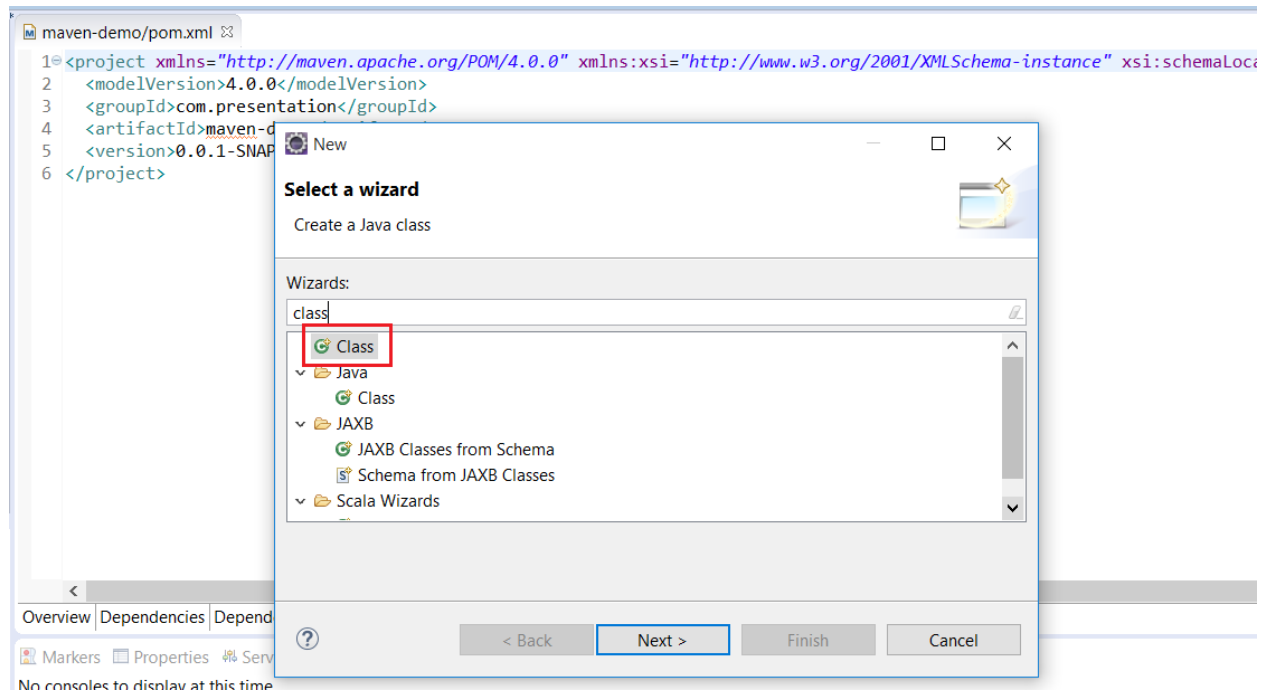 maven-demo/pom.xml
1 <project xmlns="http://maven.apache.org/POM/4.0.0" xmlns:xsi="http://www.w3.org/2001/XMLSchema-instance" xsi:schemaLoca
2 <modelVersion>4.0.0</modelVersion>
3 <groupId>com.presentation</groupId>
4 <artifactId>maven-d
5 <version>0.0.1-SNAP
6 </project>
New
Select a wizard
Create a Java class
Wizards:
class
Class
Java
Class
JAXB
JAXB Classes from Schema
Schema from JAXB Classes
Scala Wizards
< Back Next > Finish Cancel
Overview Dependencies Depend
Markers Properties Serv
No consoles to display at this time